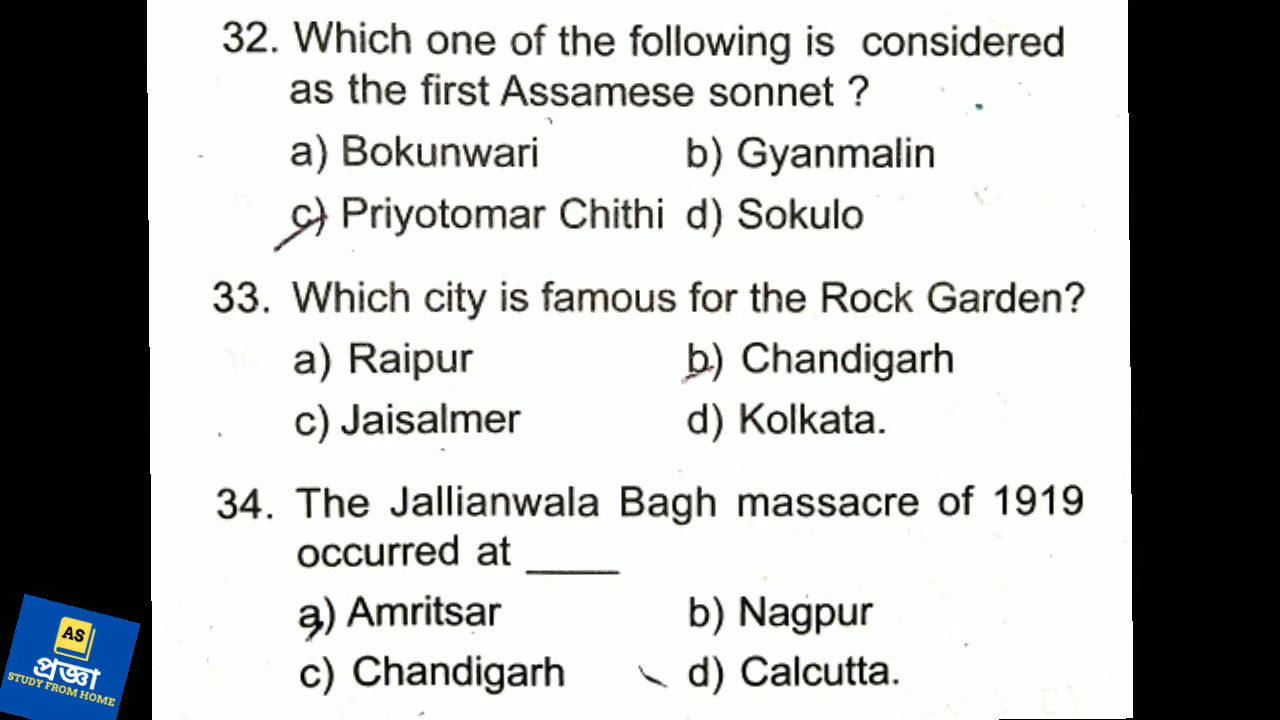 32. Which one of the following is considered
as the first Assamese sonnet ?
a) Bokunwari b) Gyanmalin
c) Priyotomar Chithi d) Sokulo
33. Which city is famous for the Rock Garden?
a) Raipur b) Chandigarh
c) Jaisalmer d) Kolkata.
34. The Jallianwala Bagh massacre of 1919
occurred at ____
a) Amritsar b) Nagpur
c) Chandigarh d) Calcutta.
AS
প্ৰজ্ঞা
STUDY FROM HOME